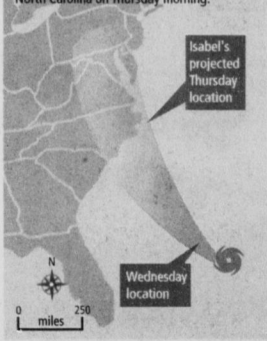 North Carolina on Thursday morning.
Isabel's
projected
Thursday
location
Wednesday
location
N
0 250
miles